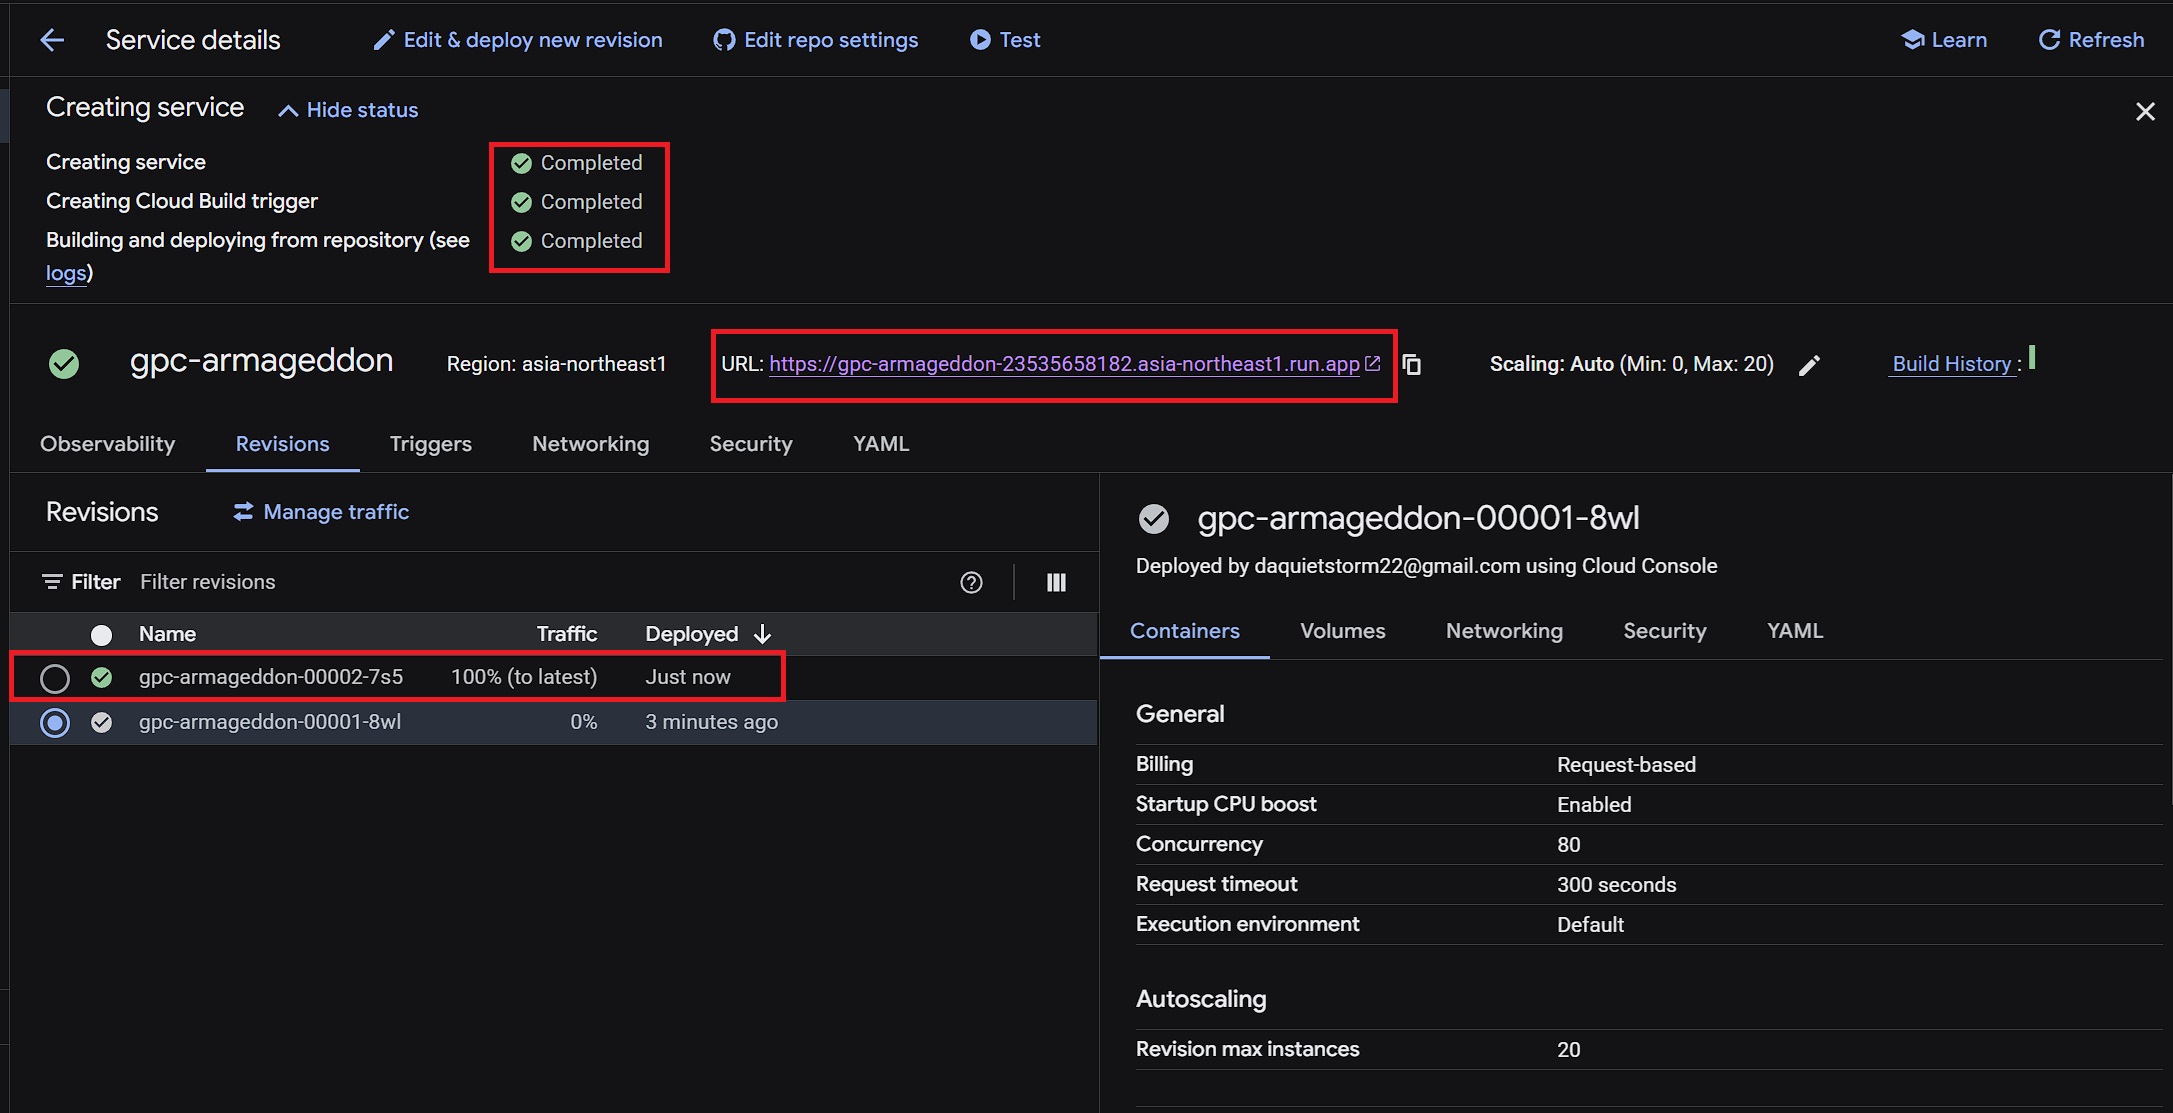 Service details
Edit & deploy new revision
Edit repo settings
Test
Learn
Refresh
Creating service
Hide status
Creating service
Completed
Creating Cloud Build trigger
Completed
Building and deploying from repository (see
logs)
Completed
gpc-armageddon
Region: asia-northeast1
URL: https://gpc-armageddon-23535658182.asia-northeast1.run.app
Scaling: Auto (Min: 0, Max: 20)
Build History :
Observability
Revisions
Triggers
Networking
Security
YAML
Revisions
Manage traffic
Filter
Filter revisions
Name
Traffic
Deployed
gpc-armageddon-00002-7s5
100% (to latest)
Just now
gpc-armageddon-00001-8wl
0%
3 minutes ago
gpc-armageddon-00001-8wl
Deployed by daquietstorm22@gmail.com using Cloud Console
Containers
Volumes
Networking
Security
YAML
General
Billing
Request-based
Startup CPU boost
Enabled
Concurrency
80
Request timeout
300 seconds
Execution environment
Default
Autoscaling
Revision max instances
20